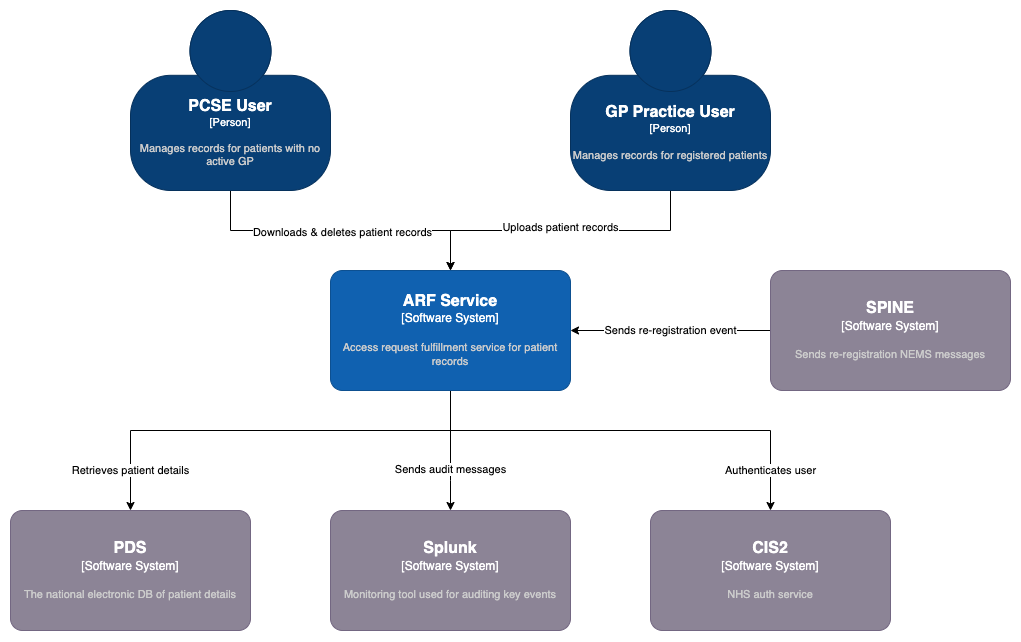 PCSE User
[Person]
Manages records for patients with no
active GP
GP Practice User
[Person]
Manages records for registered patients
Downloads & deletes patient records
Uploads patient records
ARF Service
[Software System]
Access request fulfillment service for patient
records
Sends re-registration event
SPINE
[Software System]
Sends re-registration NEMS messages
Retrieves patient details
Sends audit messages
Authenticates user
PDS
[Software System]
The national electronic DB of patient details
Splunk
[Software System]
Monitoring tool used for auditing key events
CIS2
[Software System]
NHS auth service